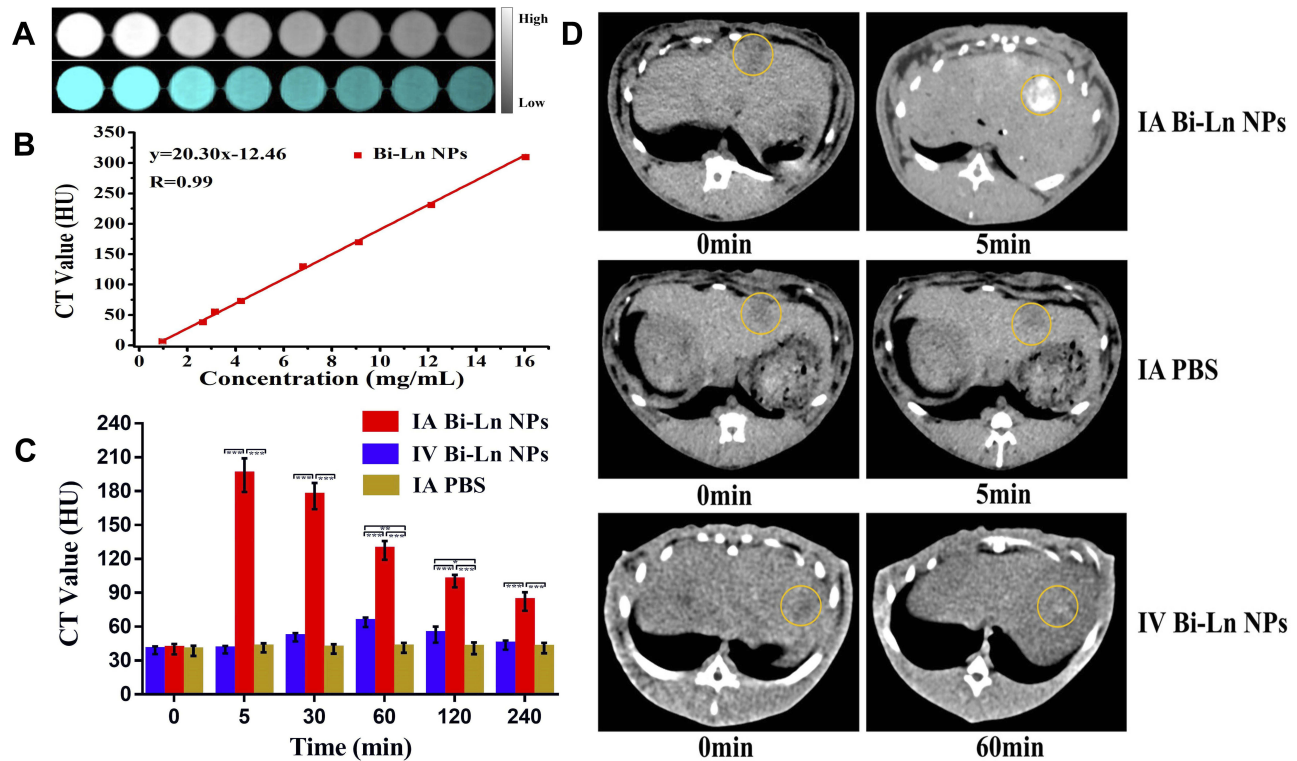 A
High
Low
B
350
300
250
200
150
100
50
0
CT Value (HU)
y=20.30x-12.46
R=0.99
Bi-Ln NPs
0 2 4 6 8 10 12 14 16
Concentration (mg/mL)
C
240
210
180
150
120
90
60
30
0
CT Value (HU)
IA Bi-Ln NPs
IV Bi-Ln NPs
IA PBS
*** ***
*** ***
**
*** ***
*
*** ***
*** ***
0 5 30 60 120 240
Time (min)
D
0min 5min
IA Bi-Ln NPs
0min 5min
IA PBS
0min 60min
IV Bi-Ln NPs